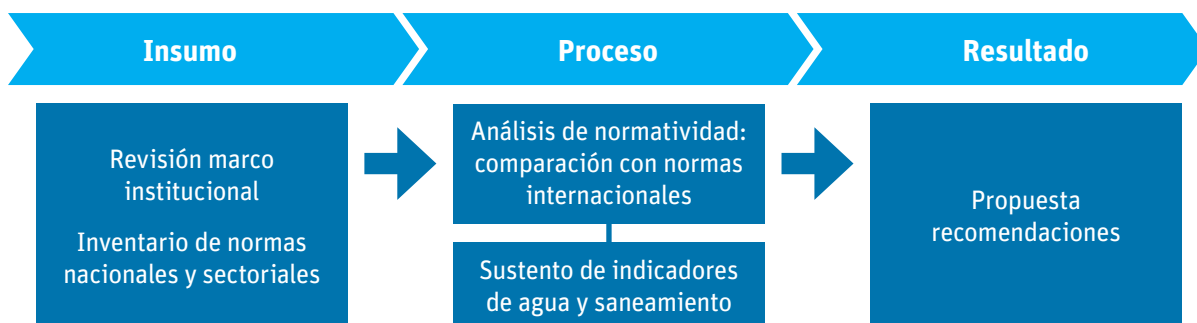 Insumo
Proceso
Resultado
Revisión marco
institucional
Inventario de normas
nacionales y sectoriales
Análisis de normatividad:
comparación con normas
internacionales
Sustento de indicadores
de agua y saneamiento
Propuesta
recomendaciones